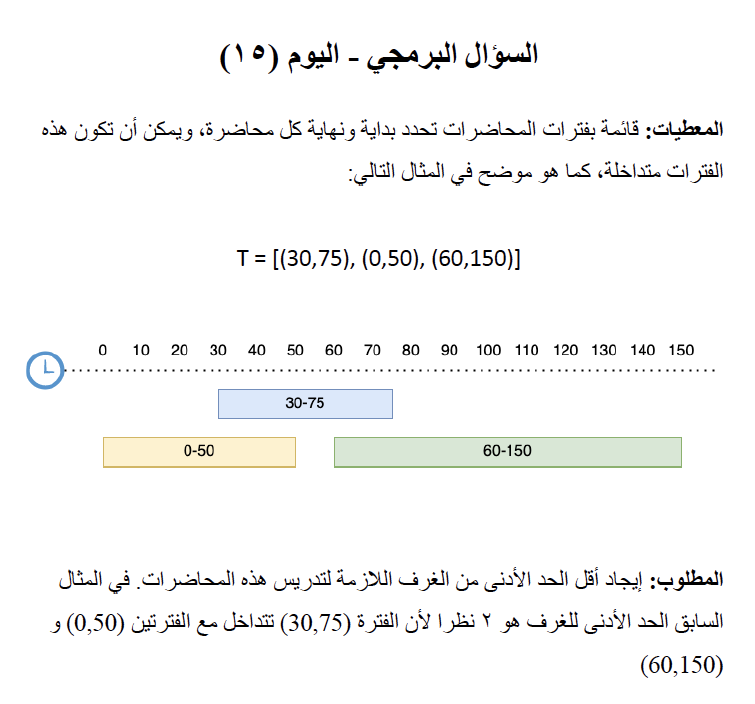 السؤال البرمجي - اليوم (١٥)
المعطيات: قائمة بفترات المحاضرات تحدد بداية ونهاية كل محاضرة، ويمكن أن تكون هذه
الفترات متداخلة، كما هو موضح في المثال التالي:
T = [(30,75), (0,50), (60,150)]
0 10 20 30 40 50 60 70 80 90 100 110 120 130 140 150
30-75
0-50 60-150
المطلوب: إيجاد أقل الحد الأدنى من الغرف اللازمة لتدريس هذه المحاضرات. في المثال
السابق الحد الأدنى للغرف هو ٢ نظرا لأن الفترة (30,75) تتداخل مع الفترتين (0,50) و
(60,150)